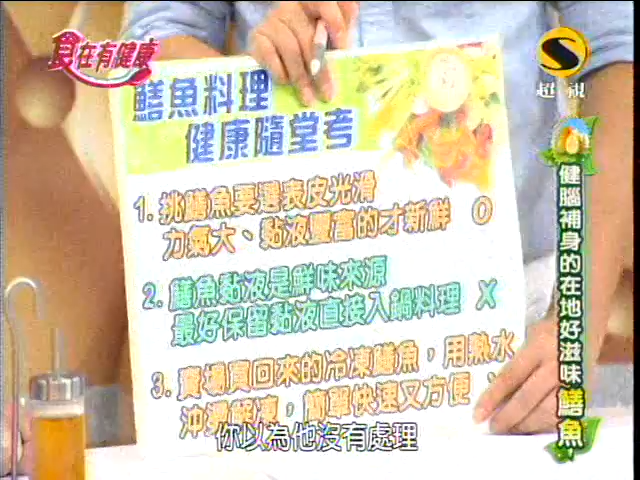 食在有健康
S
超視
鱔魚料理
健康隨堂考
1. 挑鱔魚要選表皮光滑
力氣大、黏液豐富的才新鮮 O
2. 鱔魚黏液是鮮味來源
最好保留黏液直接入鍋料理 X
3. 賣場買回來的冷凍鱔魚，用熱水
沖燙解凍，簡單快速又方便
健腦補身的在地好滋味 鱔魚
你以為他沒有處理